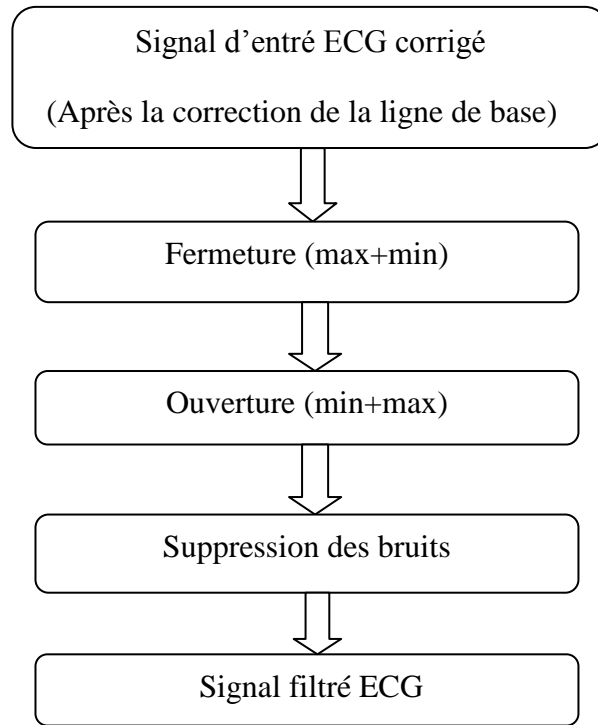 Signal d’entré ECG corrigé
(Après la correction de la ligne de base)
Fermeture (max+min)
Ouverture (min+max)
Suppression des bruits
Signal filtré ECG